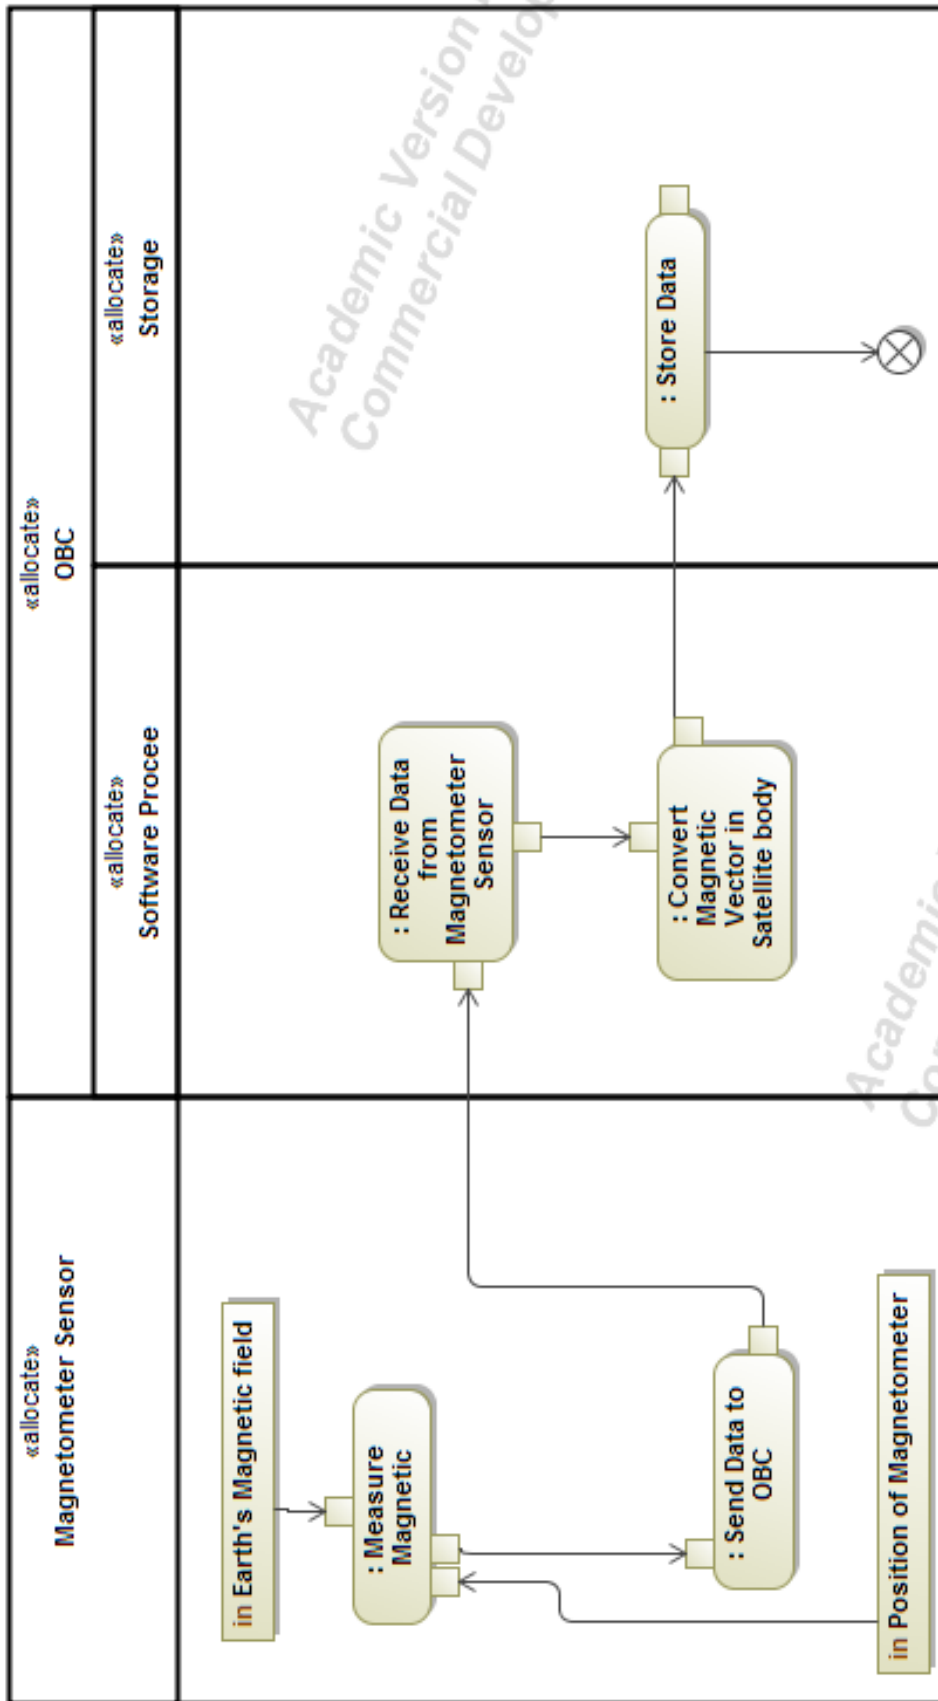 «allocate»
Magnetometer Sensor
«allocate»
OBC
«allocate»
Software Procee
«allocate»
Storage
in Earth's Magnetic field
: Measure
Magnetic
: Send Data to
OBC
in Position of Magnetometer
: Receive Data
from
Magnetometer
Sensor
: Convert
Magnetic
Vector in
Satellite body
: Store Data
Academic Version
Commercial Develop
Academic
Co